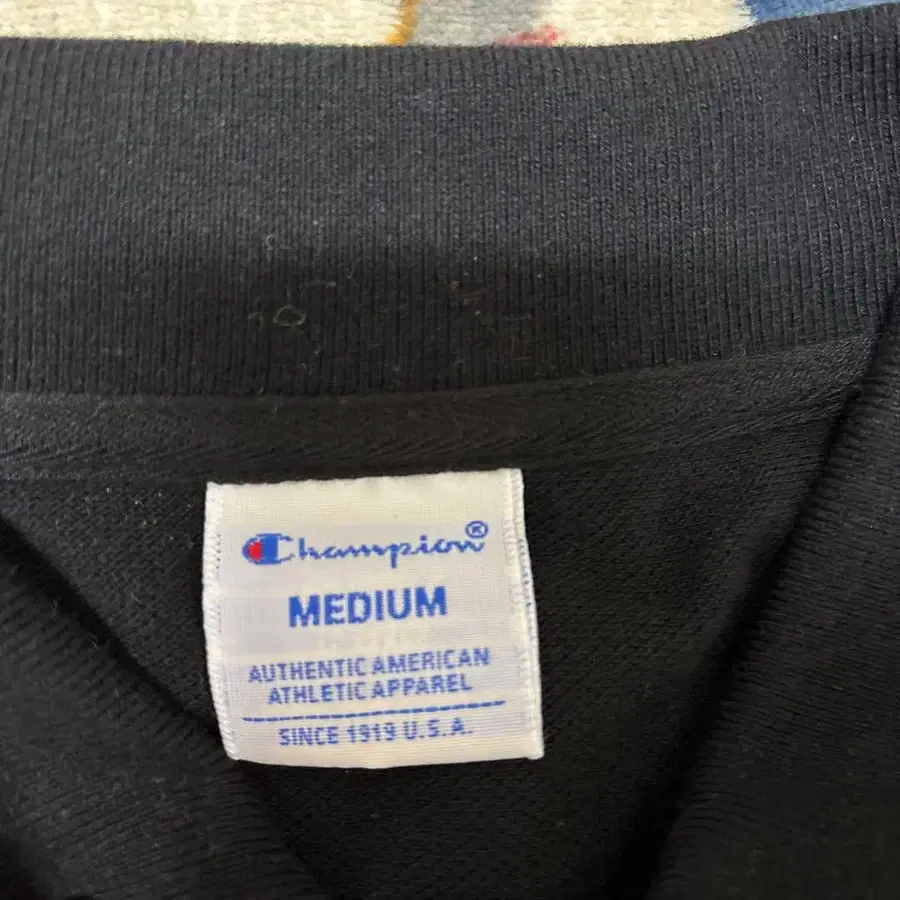 Champion®
MEDIUM
AUTHENTIC AMERICAN
ATHLETIC APPAREL
SINCE 1919 U.S.A.